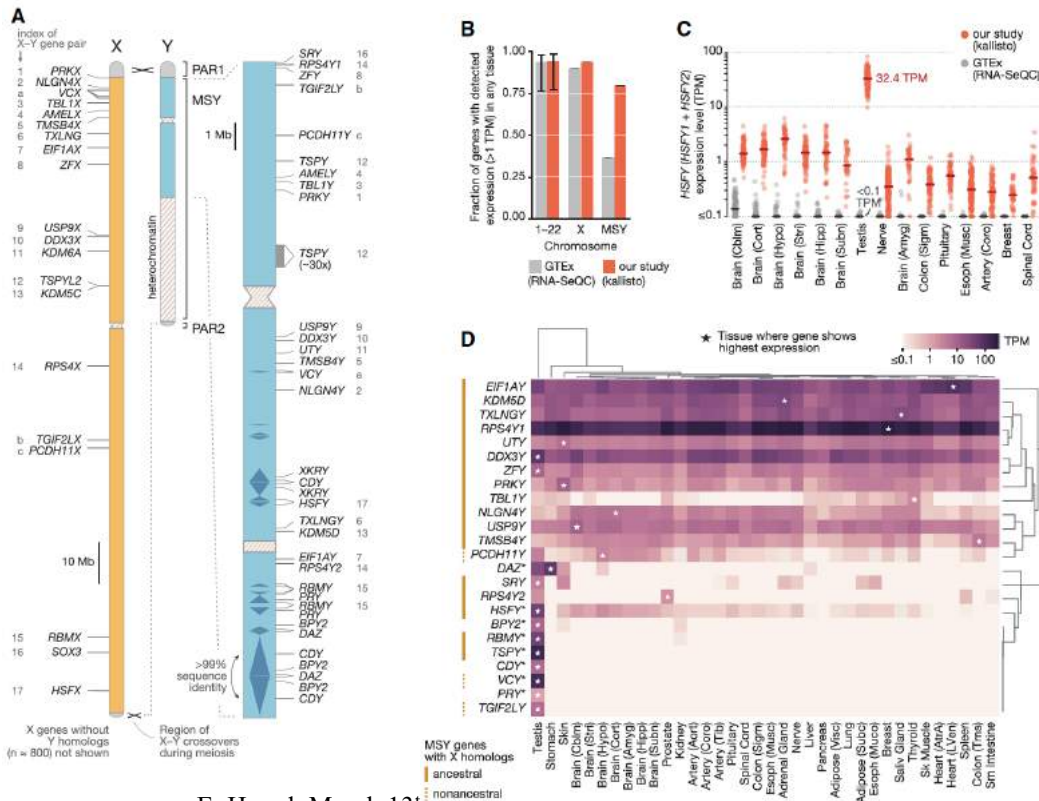 A
index of
X–Y gene pair
X
Y
1 PRKX
2 NLGN4X
a VCX
3 TBL1X
4 AMELX
5 TMSB4X
6 TXLNG
7 EIF1AX
8 ZFX
9 USP9X
10 DDX3X
11 KDM6A
12 TSPYL2
13 KDM5C
14 RPS4X
b TGIF2LX
c PCDH11X
10 Mb
15 RBMX
16 SOX3
17 HSFX
X genes without
Y homologs
(n ≈ 800) not shown
Region of
X–Y crossovers
during meiosis
PAR1
MSY
heterochromatin
PAR2
1 Mb
>99%
sequence
identity
SRY 16
RPS4Y1 14
ZFY 8
TGIF2LY b
PCDH11Y c
TSPY 12
AMELY 4
TBL1Y 3
PRKY 1
TSPY 12
(~30x)
USP9Y 9
DDX3Y 10
UTY 11
TMSB4Y 5
VCY a
NLGN4Y 2
XKRY
CDY
XKRY
HSFY 17
TXLNGY 6
KDM5D 13
EIF1AY 7
RPS4Y2 14
RBMY 15
PRY
RBMY 15
PRY
BPY2
DAZ
CDY
BPY2
DAZ
BPY2
CDY
B
Fraction of genes with detected
expression (>1 TPM) in any tissue
1.00
0.75
0.50
0.25
0.00
1–22 X MSY
Chromosome
GTEx
(RNA-SeQC)
our study
(kallisto)
C
our study
(kallisto)
GTEx
(RNA-SeQC)
HSFY (HSFY1 + HSFY2)
expression level (TPM)
100
10
1
≤0.1
32.4 TPM
<0.1
TPM
Brain (Cblm)
Brain (Cort)
Brain (Hypo)
Brain (Stri)
Brain (Hipp)
Brain (Subn)
Testis
Nerve
Brain (Amyg)
Colon (Sigm)
Pituitary
Esoph (Musc)
Artery (Coro)
Breast
Spinal Cord
D
★ Tissue where gene shows
highest expression
TPM
≤0.1 1 10 100
EIF1AY
KDM5D
TXLNGY
RPS4Y1
UTY
DDX3Y
ZFY
PRKY
TBL1Y
NLGN4Y
USP9Y
TMSB4Y
PCDH11Y
DAZ*
SRY
RPS4Y2
HSFY*
BPY2*
RBMY*
TSPY*
CDY*
VCY*
PRY*
TGIF2LY
MSY genes
with X homologs
ancestral
nonancestral
Testis
Stomach
Skin
Brain (Cblm)
Brain (Stri)
Brain (Hypo)
Brain (Cort)
Brain (Amyg)
Brain (Hipp)
Brain (Subn)
Prostate
Kidney
Artery (Aort)
Artery (Coro)
Artery (Tib)
Pituitary
Spinal Cord
Colon (Sigm)
Esoph (Musc)
Adrenal Gland
Nerve
Liver
Pancreas
Adipose (Visc)
Lung
Adipose (Subc)
Esoph (Muco)
Breast
Saliv Gland
Thyroid
Sk Muscle
Heart (AtrA)
Heart (LVen)
Spleen
Colon (Trns)
Sm Intestine